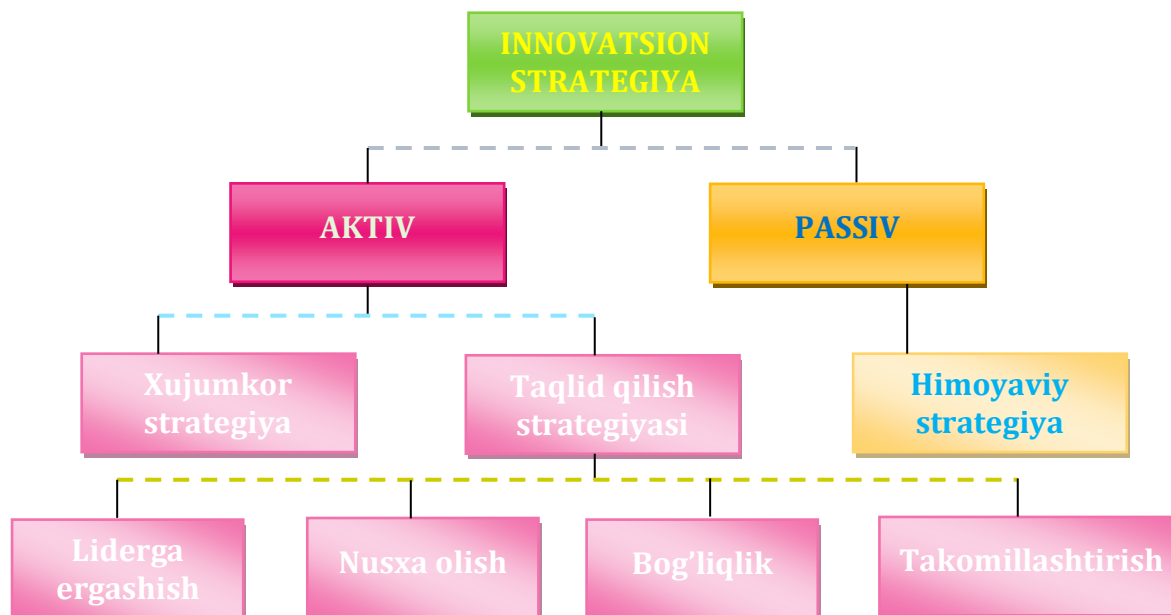 INNOVATSION
STRATEGIYA
AKTIV
PASSIV
Xujumkor
strategiya
Taqlid qilish
strategiyasi
Himoyaviy
strategiya
Liderga
ergashish
Nusxa olish
Bog’liqlik
Takomillashtirish